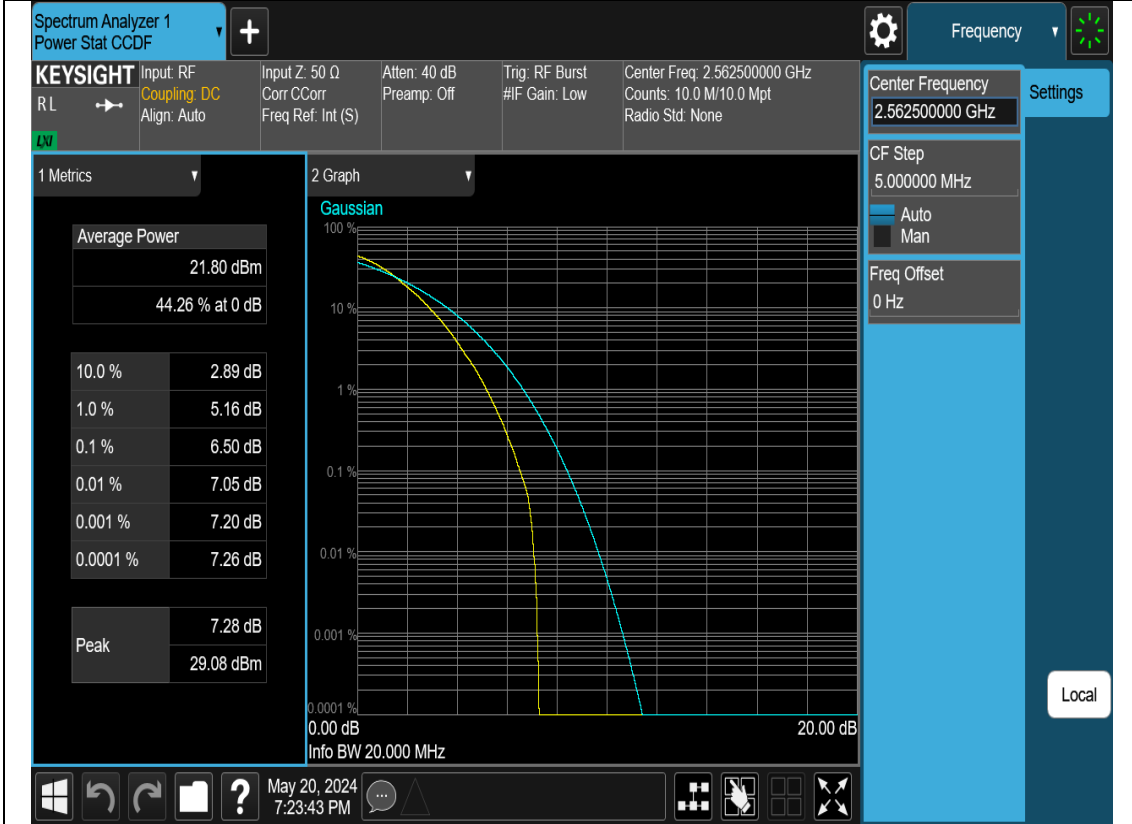 Spectrum Analyzer 1
Power Stat CCDF
Frequency
KEYSIGHT
RL
LXI
Input: RF
Coupling: DC
Align: Auto
Input Z: 50 Ω
Corr CCorr
Freq Ref: Int (S)
Atten: 40 dB
Preamp: Off
Trig: RF Burst
#IF Gain: Low
Center Freq: 2.562500000 GHz
Counts: 10.0 M/10.0 Mpt
Radio Std: None
Center Frequency
2.562500000 GHz
Settings
CF Step
5.000000 MHz
Auto
Man
Freq Offset
0 Hz
1 Metrics
Average Power
21.80 dBm
44.26 % at 0 dB
10.0 % 2.89 dB
1.0 % 5.16 dB
0.1 % 6.50 dB
0.01 % 7.05 dB
0.001 % 7.20 dB
0.0001 % 7.26 dB
Peak
7.28 dB
29.08 dBm
2 Graph
Gaussian
100 %
10 %
1 %
0.1 %
0.01 %
0.001 %
0.0001 %
0.00 dB 20.00 dB
Info BW 20.000 MHz
Local
?
May 20, 2024
7:23:43 PM